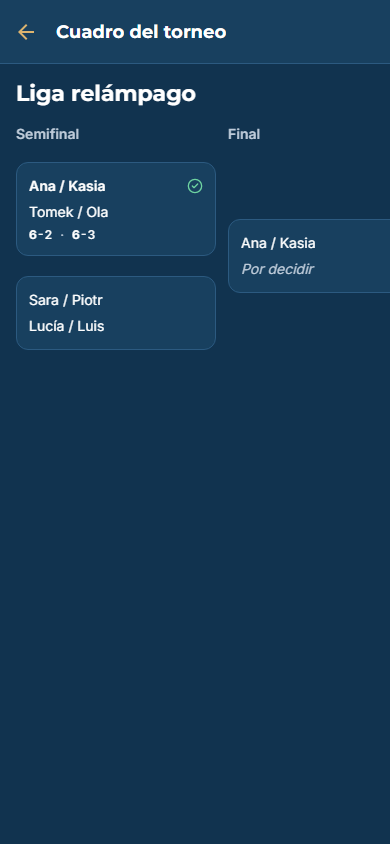 Cuadro del torneo
Liga relámpago
Semifinal
Final
Ana / Kasia
Tomek / Ola
6-2 · 6-3
Sara / Piotr
Lucía / Luis
Ana / Kasia
Por decidir